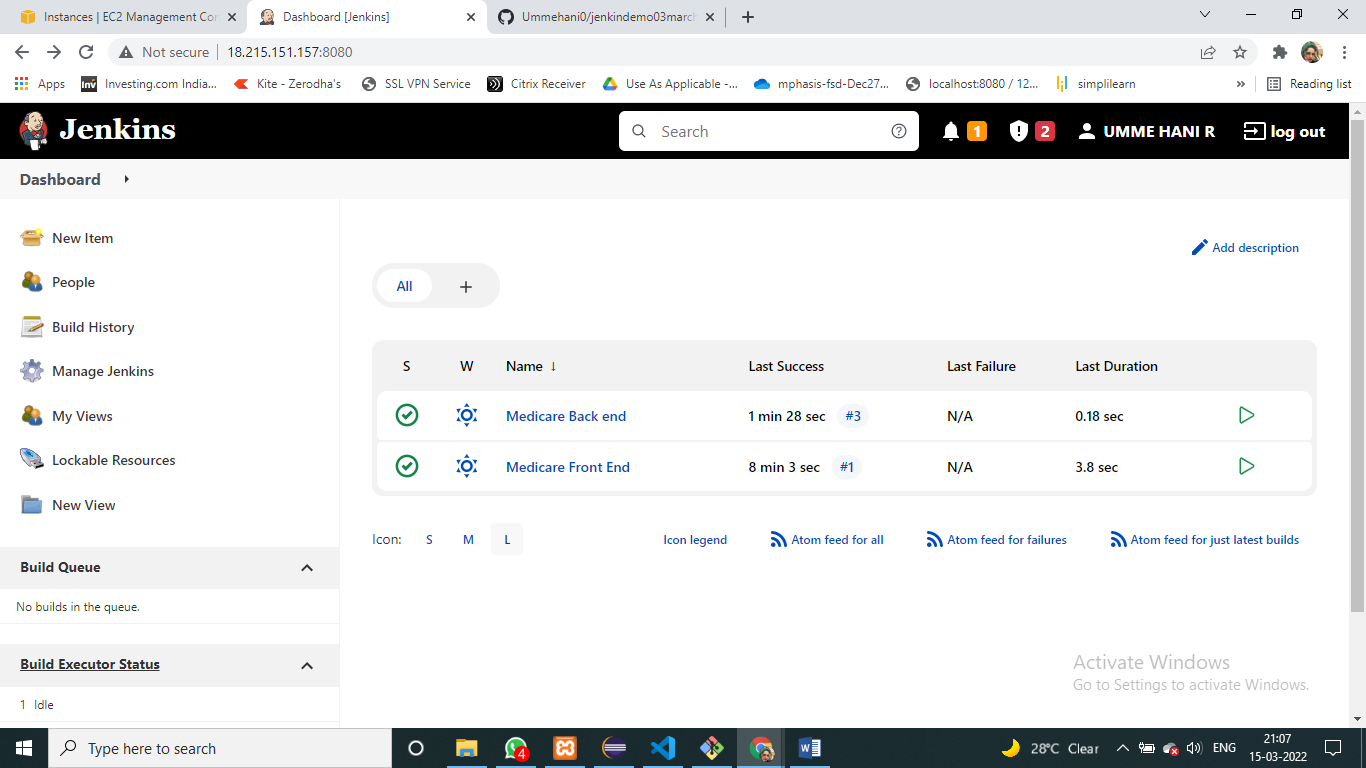 Instances | EC2 Management Con
Dashboard [Jenkins]
Ummehani0/jenkindemo03march
Not secure 18.215.151.157:8080
Apps Investing.com India... Kite - Zerodha's SSL VPN Service Citrix Receiver Use As Applicable -... mphasis-fsd-Dec27... localhost:8080 / 12... simplilearn » Reading list
Jenkins Search 1 2 UMME HANI R log out
Dashboard
New Item
People
Build History
Manage Jenkins
My Views
Lockable Resources
New View
Build Queue
No builds in the queue.
Build Executor Status
1 Idle
Add description
All +
S W Name ↓ Last Success Last Failure Last Duration
Medicare Back end 1 min 28 sec #3 N/A 0.18 sec
Medicare Front End 8 min 3 sec #1 N/A 3.8 sec
Icon: S M L Icon legend Atom feed for all Atom feed for failures Atom feed for just latest builds
Activate Windows
Go to Settings to activate Windows.
Type here to search 4 28°C Clear ENG 21:07
15-03-2022